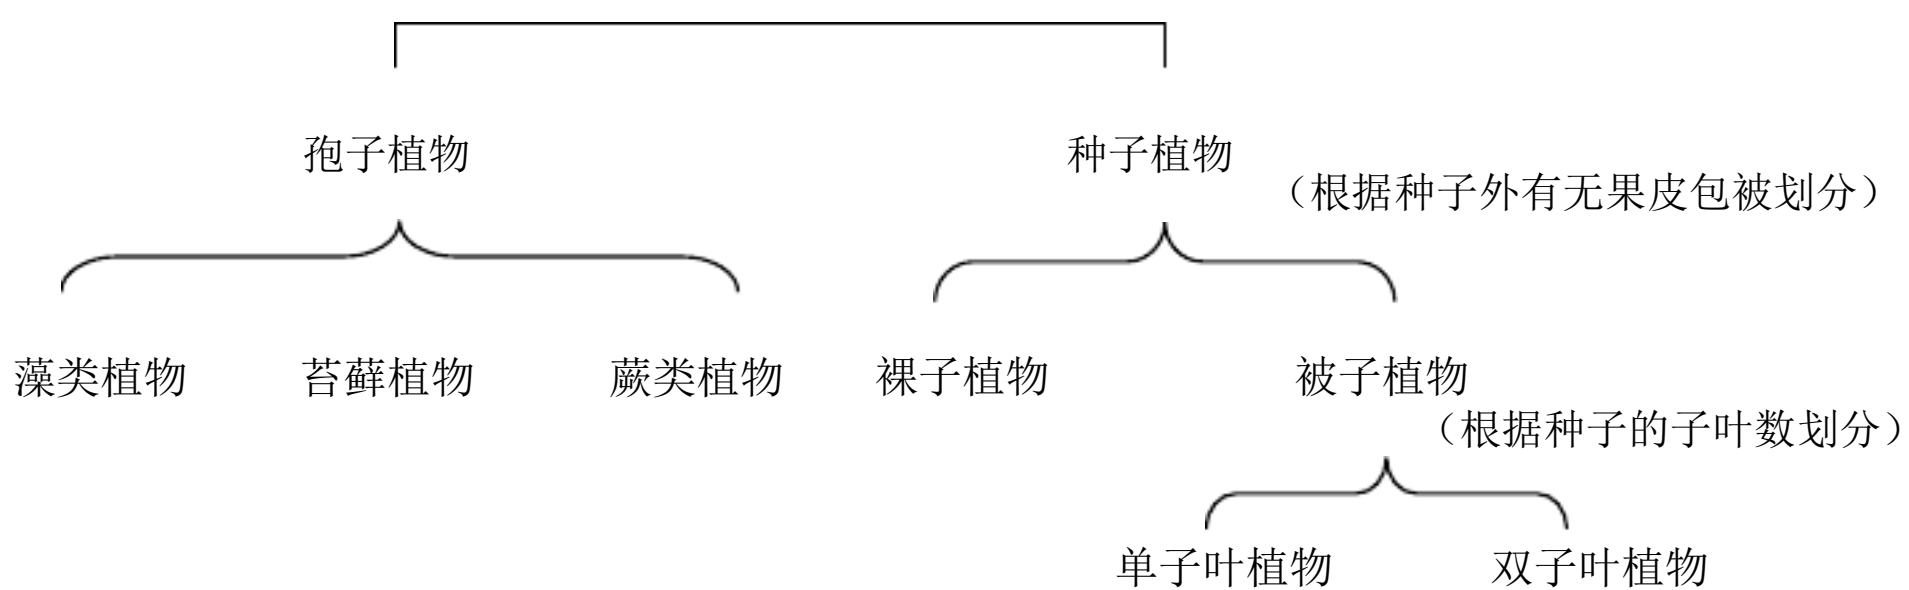 孢子植物 种子植物
（根据种子外有无果皮包被划分）
藻类植物 苔藓植物 蕨类植物 裸子植物 被子植物
（根据种子的子叶数划分）
单子叶植物 双子叶植物